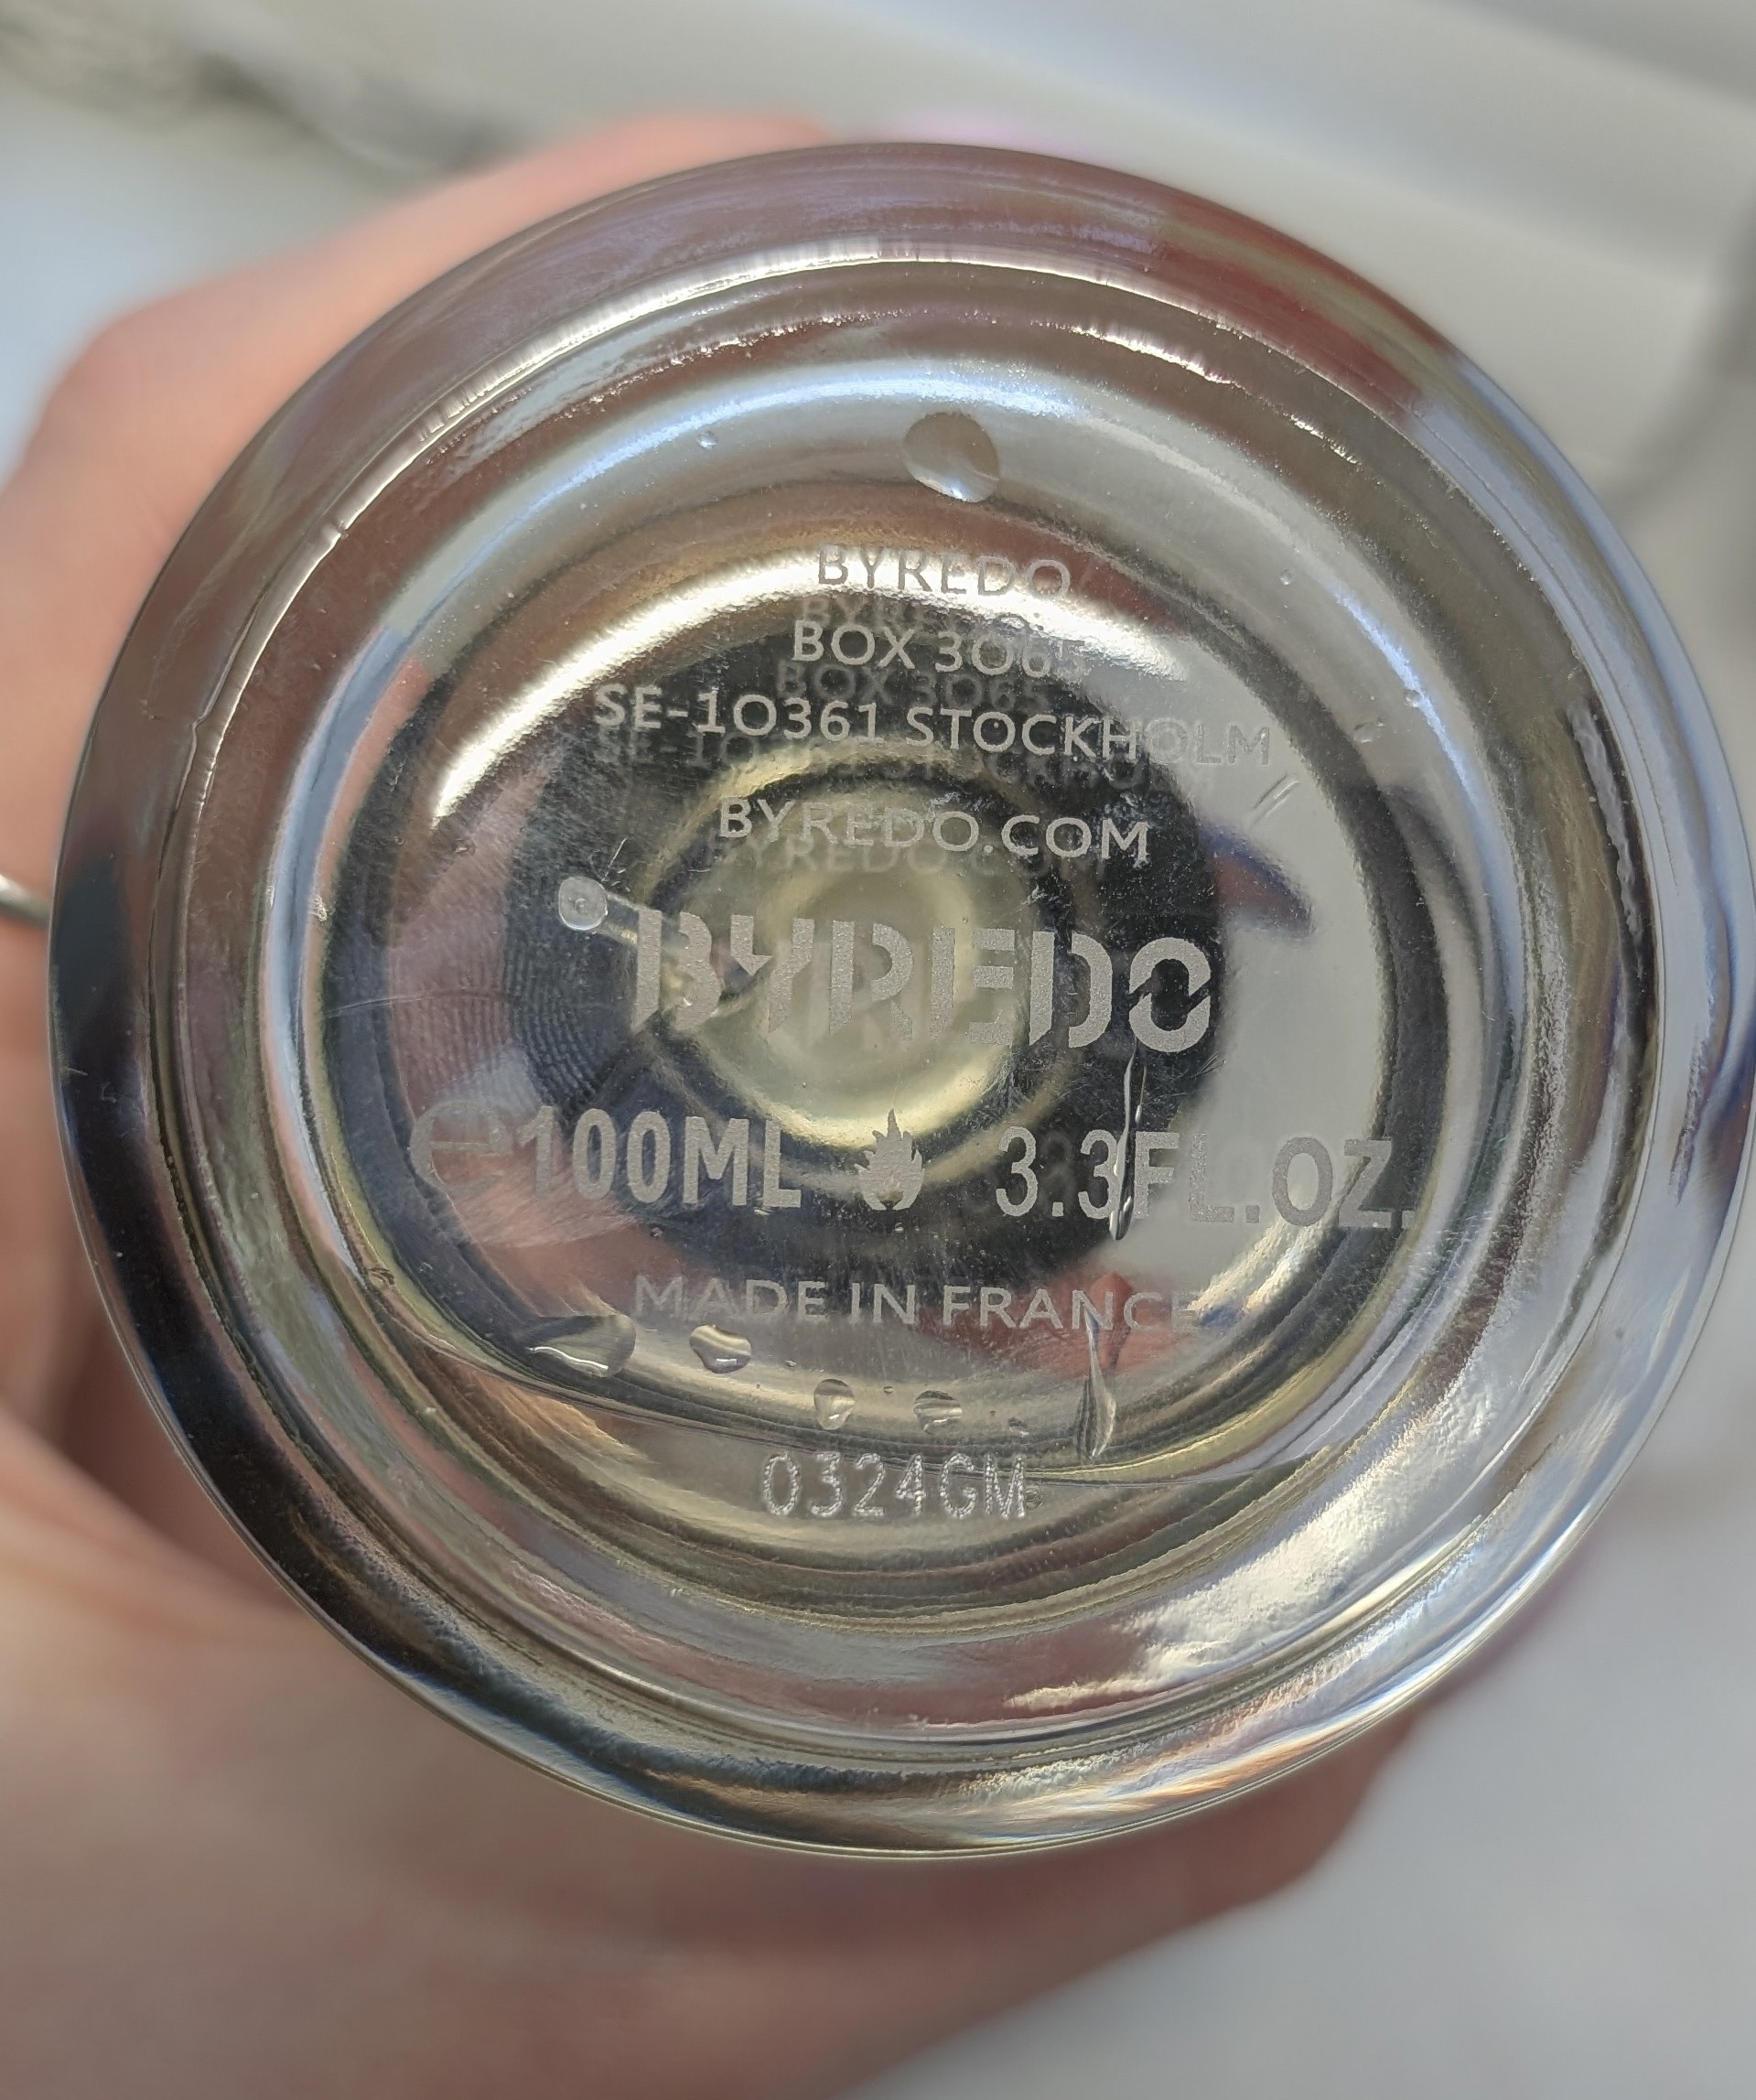 BYREDO
BOX 3065
SE-10361 STOCKHOLM
BYREDO.COM
BYREDO
℮100ML 3.3FL.OZ.
MADE IN FRANCE
0324GM